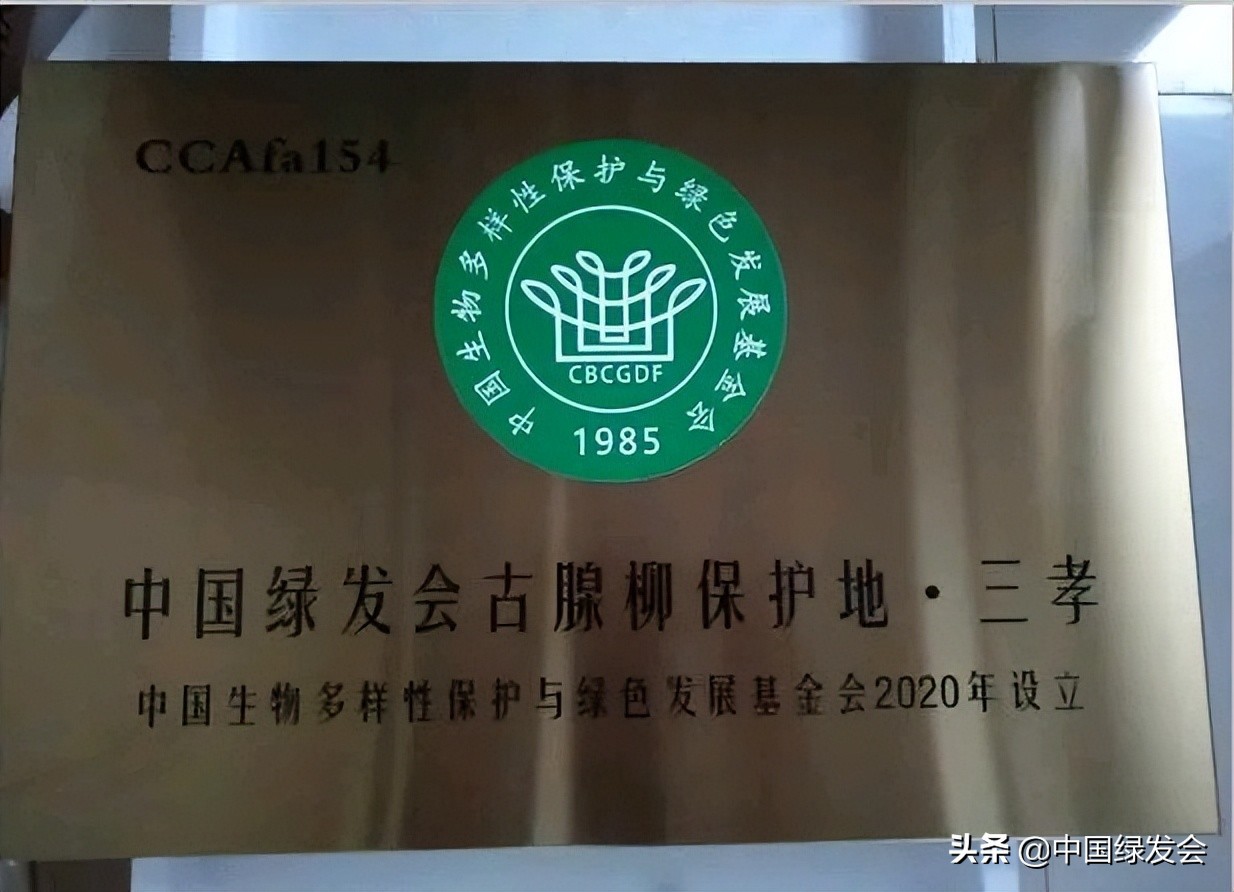 CCAfa154
中国生物多样性保护与绿色发展基金会
CBCGDF
1985
中国绿发会古腺柳保护地·三孝
中国生物多样性保护与绿色发展基金会2020年设立
头条 @中国绿发会